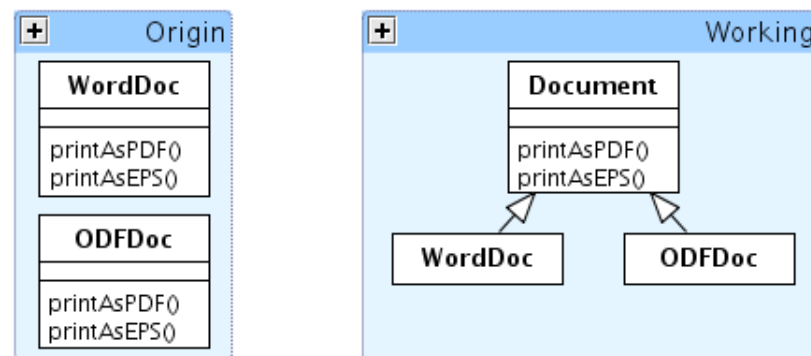 Origin
WordDoc
printAsPDF()
printAsEPS()
ODFDoc
printAsPDF()
printAsEPS()
Working
Document
printAsPDF()
printAsEPS()
WordDoc
ODFDoc